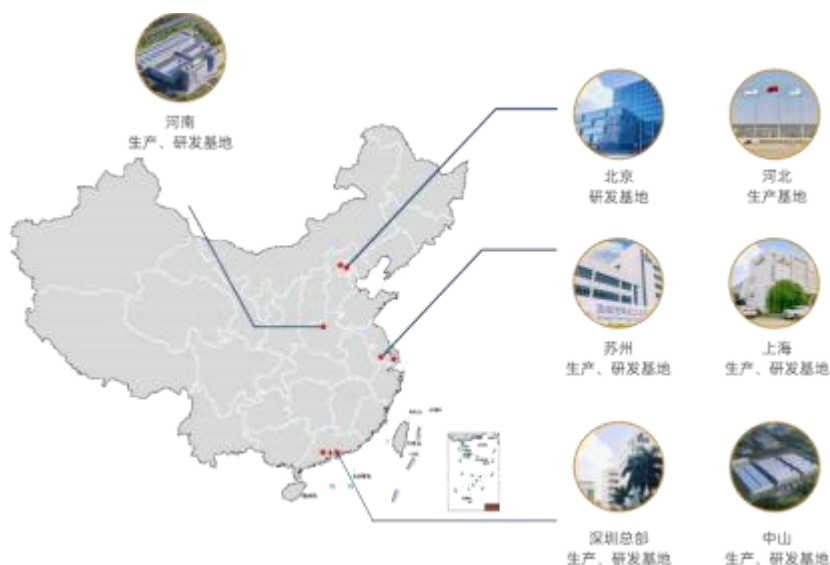 河南
生产、研发基地
北京
研发基地
河北
生产基地
苏州
生产、研发基地
上海
生产、研发基地
深圳总部
生产、研发基地
中山
生产、研发基地